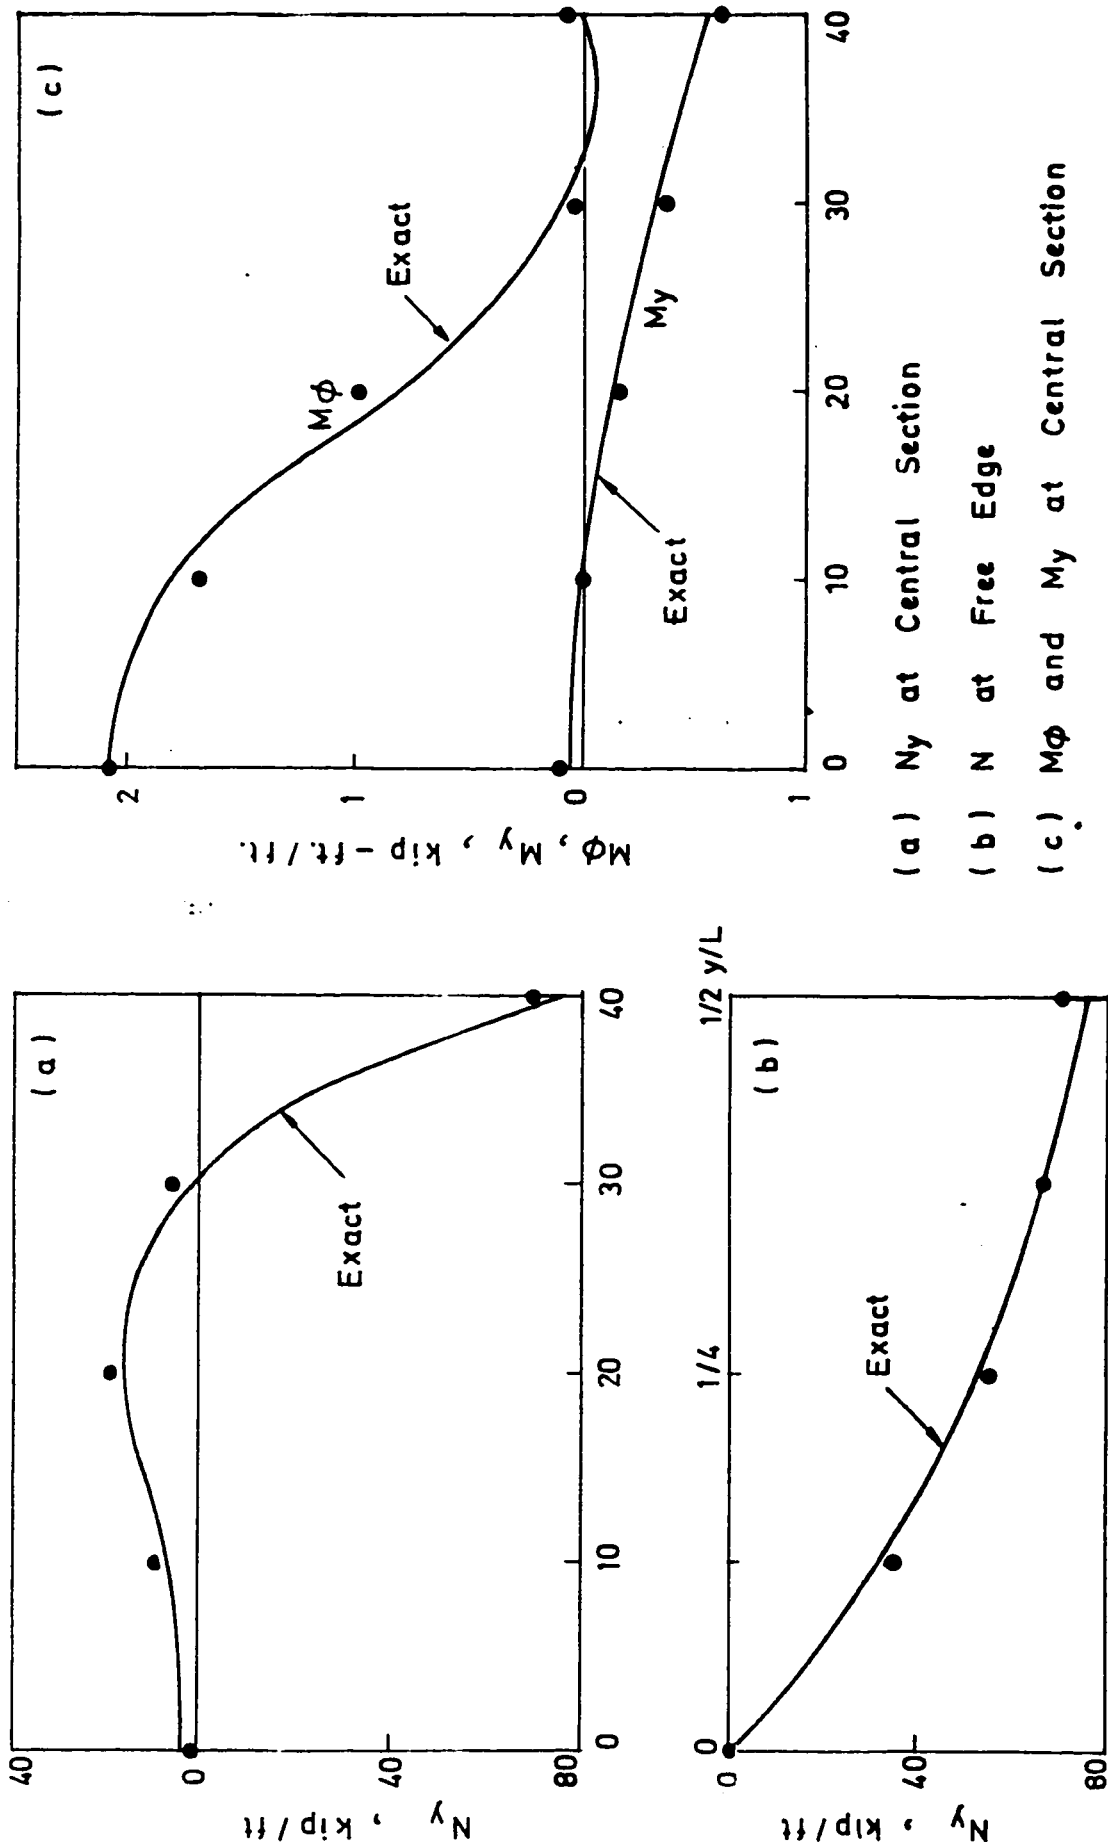 (a)
40
0
40
80
Ny , kip/ft
0
10
20
30
40
Exact
(b)
0
40
80
Ny , kip/ft
0
1/4
1/2 y/L
Exact
(c)
2
1
0
1
Mφ, My , kip - ft. / ft.
0
10
20
30
40
Mφ
Exact
My
Exact
(a) Ny at Central Section
(b) N at Free Edge
(c) Mφ and My at Central Section